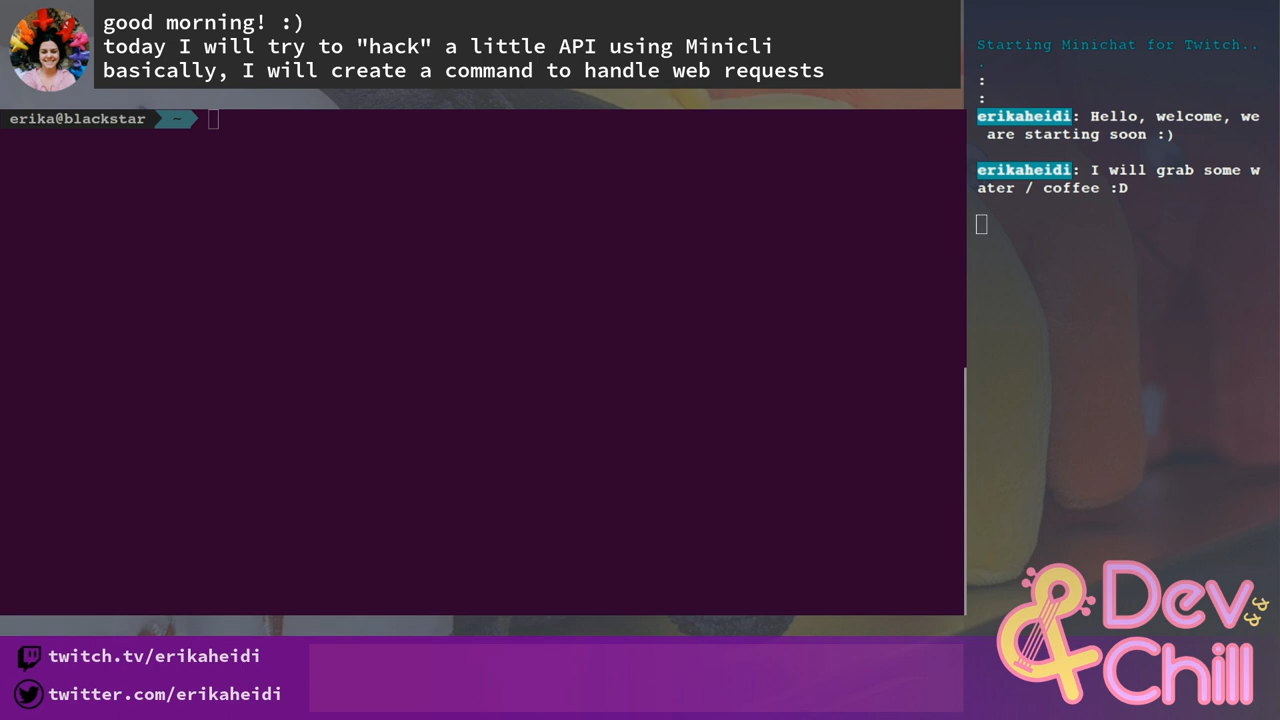 good morning! :)
today I will try to "hack" a little API using Minicli
basically, I will create a command to handle web requests
erika@blackstar ~
Starting Minichat for Twitch..
.
:
:
erikaheidi: Hello, welcome, we
are starting soon :)
erikaheidi: I will grab some w
ater / coffee :D
twitch.tv/erikaheidi
twitter.com/erikaheidi
& Dev &&
Chill